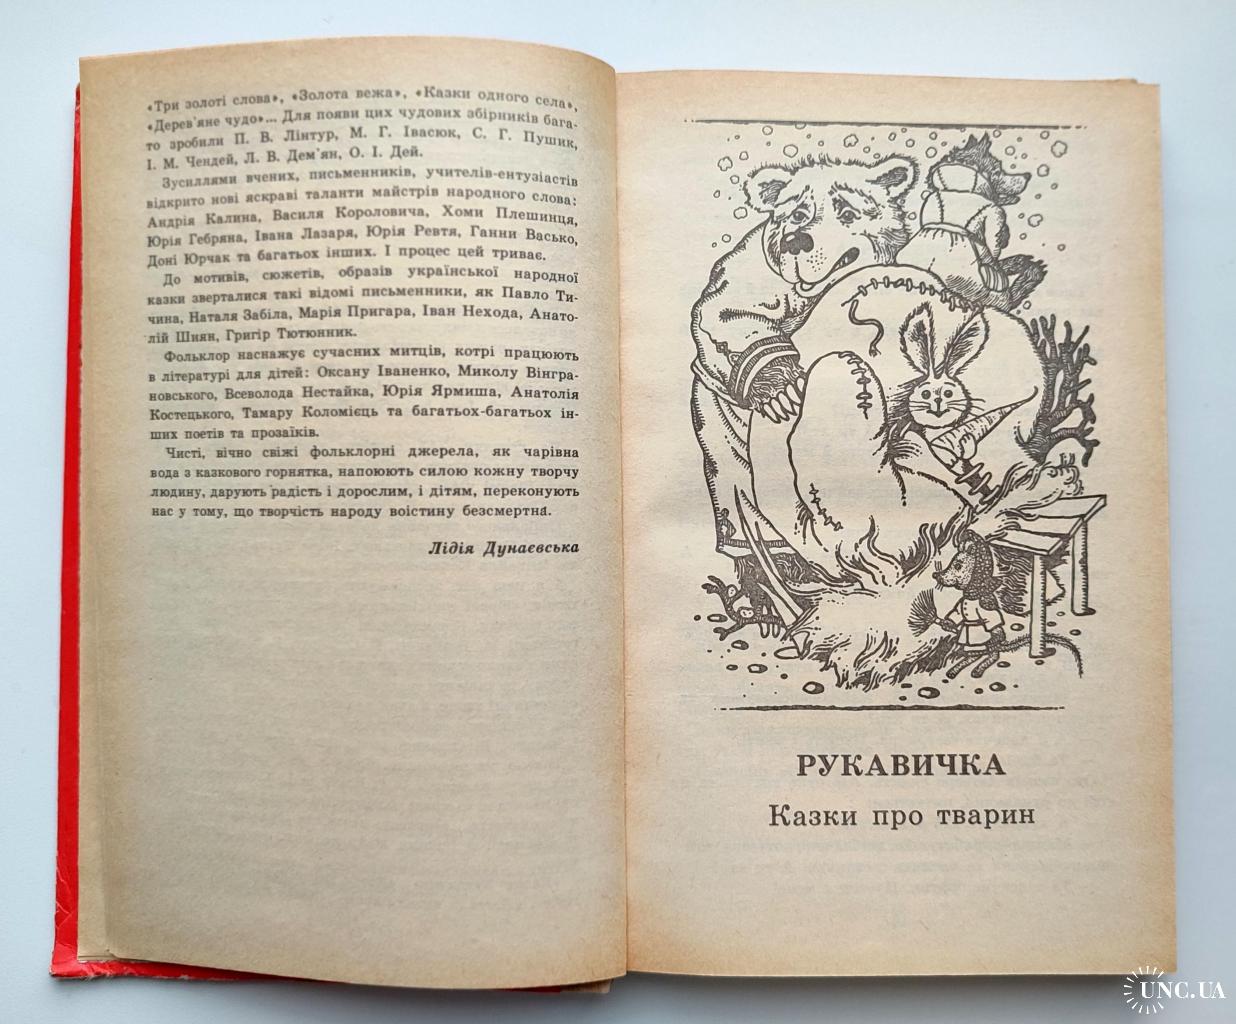 «Три золоті слова», «Золота вежа», «Казки одного села»,
«Дерев'яне чудо»... Для появи цих чудових збірників бага-
то зробили П. В. Лінтур, М. Г. Івасюк, С. Г. Пушик,
І. М. Чендей, Л. В. Дем'ян, О. І. Дей.
Зусиллями вчених, письменників, учителів-ентузіастів
відкрито нові яскраві таланти майстрів народного слова:
Андрія Калина, Василя Короловича, Хоми Плешинця,
Юрія Гебряна, Івана Лазаря, Юрія Ревтя, Ганни Васько,
Доні Юрчак та багатьох інших. І процес цей триває.
До мотивів, сюжетів, образів української народної
казки зверталися такі відомі письменники, як Павло Ти-
чина, Наталя Забіла, Марія Пригара, Іван Нехода, Анато-
лій Шиян, Григір Тютюнник.
Фольклор наснажує сучасних митців, котрі працюють
в літературі для дітей: Оксану Іваненко, Миколу Вінгра-
новського, Всеволода Нестайка, Юрія Ярмиша, Анатолія
Костецького, Тамару Коломієць та багатьох-багатьох ін-
ших поетів та прозаїків.
Чисті, вічно свіжі фольклорні джерела, як чарівна
вода з казкового горнятка, напоюють силою кожну творчу
людину, дарують радість і дорослим, і дітям, переконують
нас у тому, що творчість народу воістину безсмертна.
Лідія Дунаєвська
РУКАВИЧКА
Казки про тварин
UNC.UA